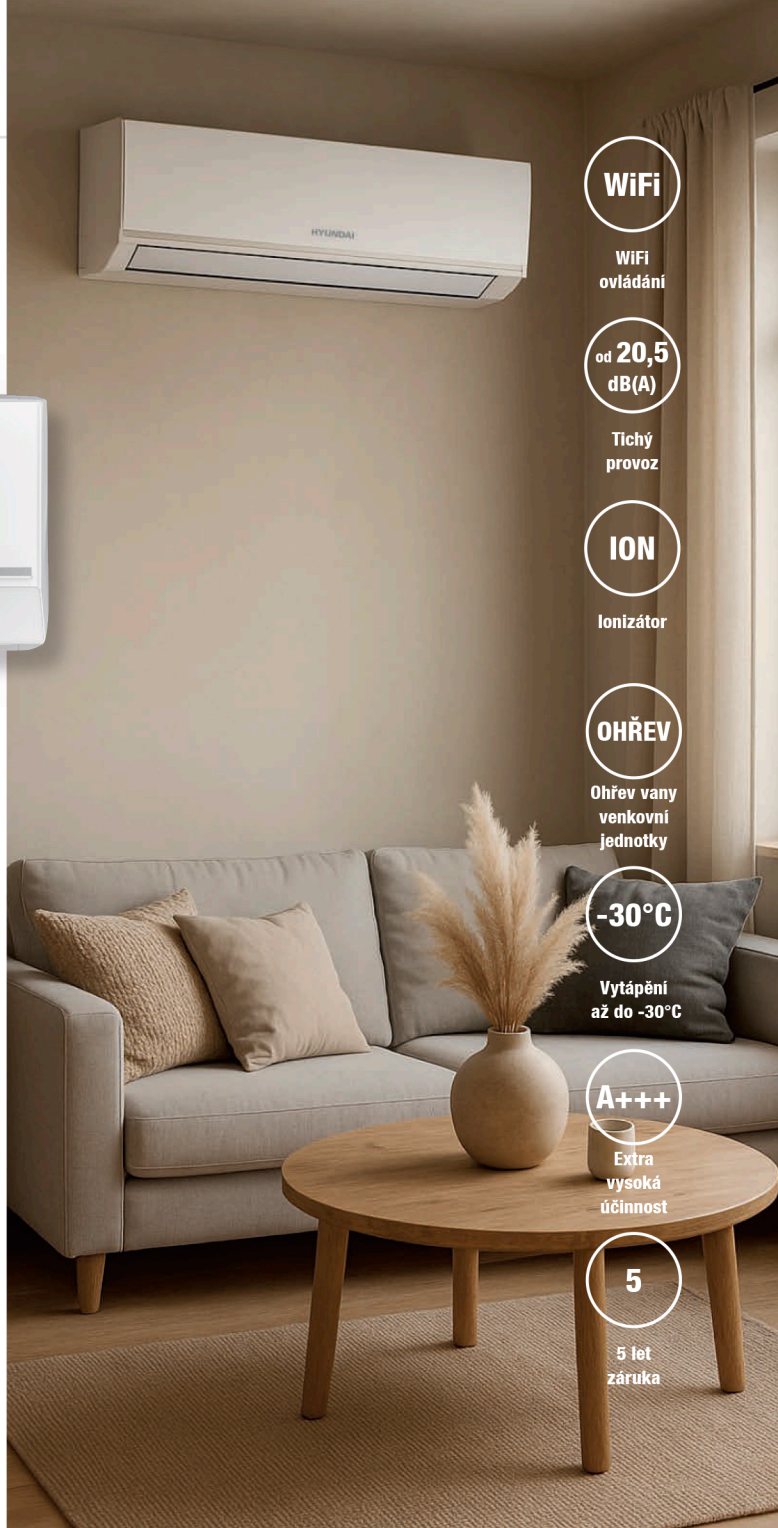 HYUNDAI
WiFi
WiFi
ovládání
od 20,5
dB(A)
Tichý
provoz
ION
Ionizátor
OHŘEV
Ohřev vany
venkovní
jednotky
-30°C
Vytápění
až do -30°C
A+++
Extra
vysoká
účinnost
5
5 let
záruka